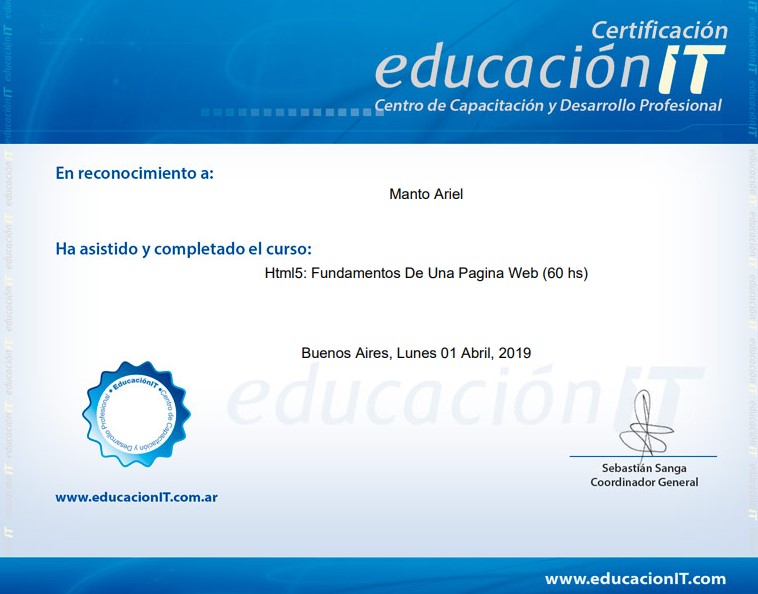 Certificación
educaciónIT
Centro de Capacitación y Desarrollo Profesional
En reconocimiento a:
Manto Ariel
Ha asistido y completado el curso:
Html5: Fundamentos De Una Pagina Web (60 hs)
Buenos Aires, Lunes 01 Abril, 2019
educaciónIT
• EducaciónIT • Centro de Capacitación y Desarrollo Profesional
Sebastián Sanga
Coordinador General
www.educacionIT.com.ar
www.educacionIT.com